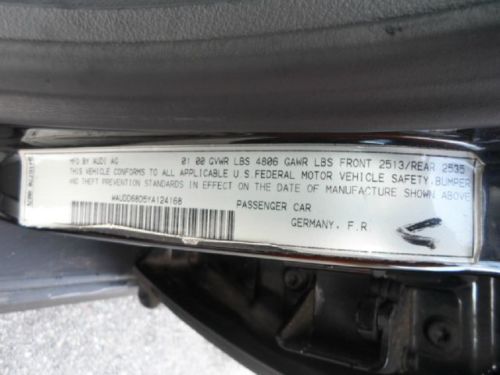 MFD BY AUDI AG 01 00 GVWR LBS 4806 GAWR LBS FRONT 2513/REAR 2535
THIS VEHICLE CONFORMS TO ALL APPLICABLE U S.FEDERAL MOTOR VEHICLE SAFETY,BUMPER
AND THEFT PREVENTION STANDARDS IN EFFECT ON THE DATE OF MANUFACTURE SHOWN ABOVE
WAUDD68D5YA124168 PASSENGER CAR
GERMANY, F.R